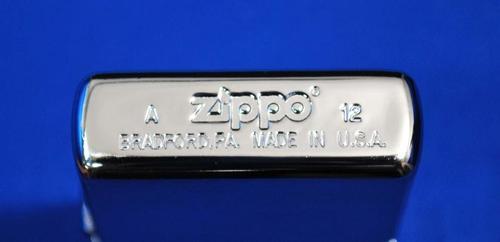 A zippo® 12
BRADFORD, PA. MADE IN U.S.A.